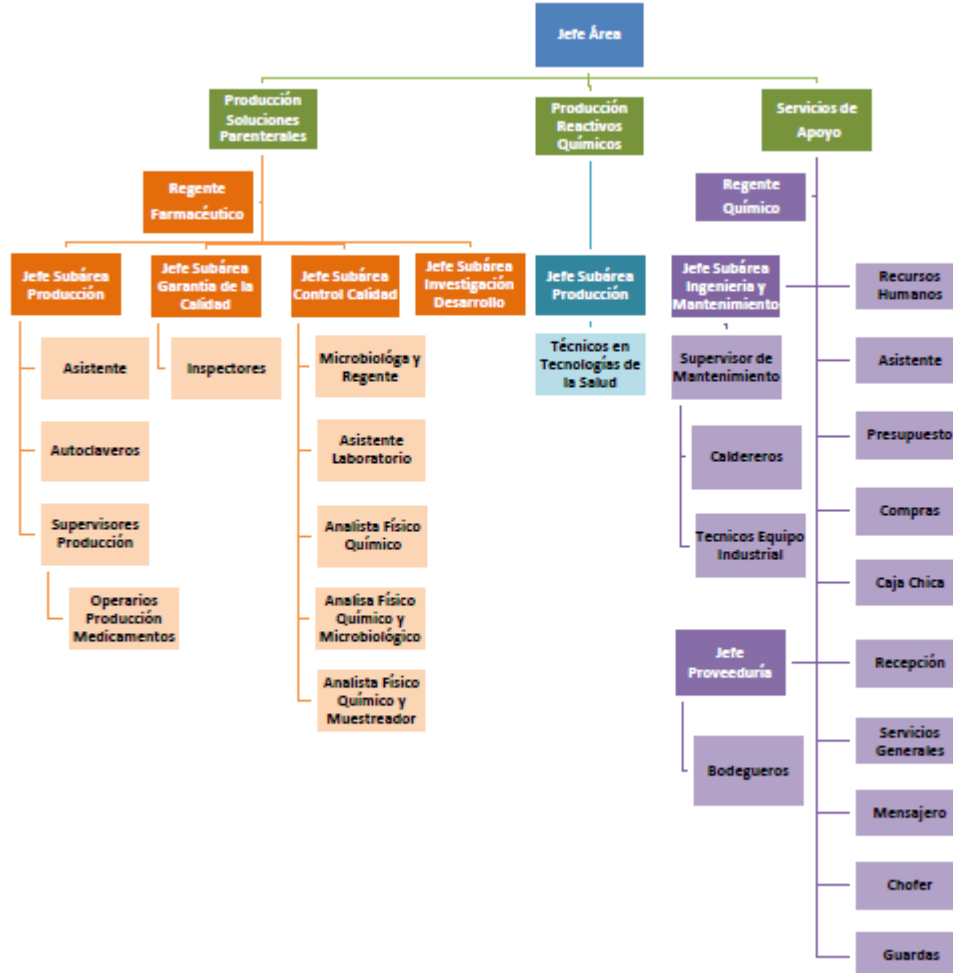 Jefe Área
Producción
Soluciones
Parenterales
Producción
Reactivos
Químicos
Servicios de
Apoyo
Regente
Farmacéutico
Regente
Químico
Jefe Subárea
Producción
Jefe Subárea
Garantía de la
Calidad
Jefe Subárea
Control Calidad
Jefe Subárea
Investigación
Desarrollo
Jefe Subárea
Producción
Jefe Subárea
Ingenieria y
Mantenimiento
Recursos
Humanos
Asistente
Inspectores
Microbiológa y
Regente
Técnicos en
Tecnologías de
la Salud
Supervisor de
Mantenimiento
Asistente
Autoclaveros
Asistente
Laboratorio
Caldereros
Presupuesto
Supervisores
Producción
Analista Físico
Químico
Tecnicos Equipo
Industrial
Compras
Operarios
Producción
Medicamentos
Analisa Físico
Químico y
Microbiológico
Caja Chica
Analista Físico
Químico y
Muestreador
Jefe
Proveeduría
Recepción
Servicios
Generales
Bodegueros
Mensajero
Chofer
Guardas